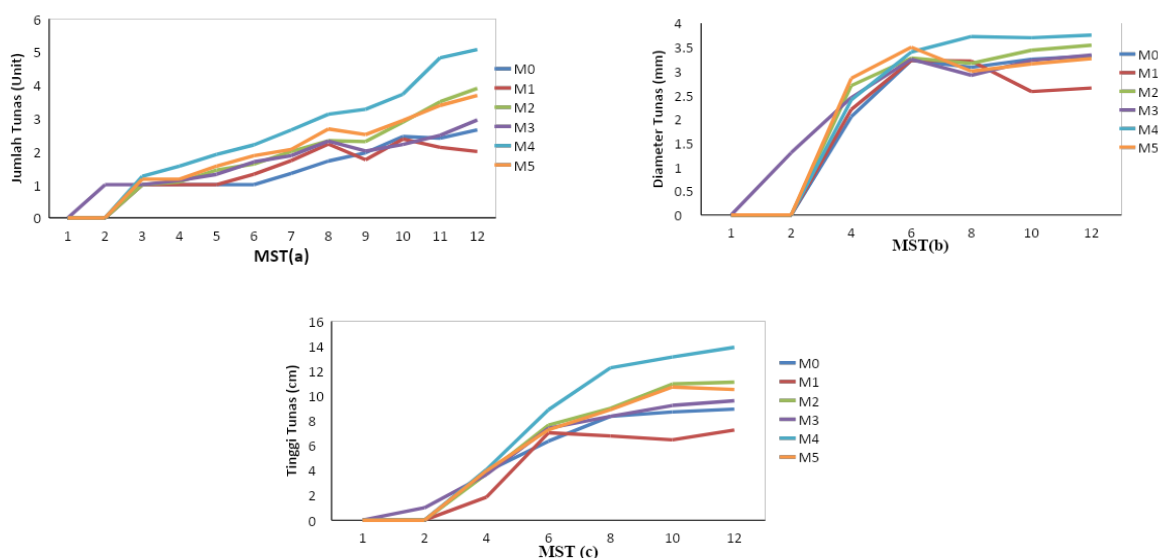 Jumlah Tunas (Unit)
6
5
4
3
2
1
0
1 2 3 4 5 6 7 8 9 10 11 12
MST(a)
M0
M1
M2
M3
M4
M5
Diameter Tunas (mm)
4
3.5
3
2.5
2
1.5
1
0.5
0
1 2 4 6 8 10 12
MST(b)
M0
M1
M2
M3
M4
M5
Tinggi Tunas (cm)
16
14
12
10
8
6
4
2
0
1 2 4 6 8 10 12
MST (c)
M0
M1
M2
M3
M4
M5